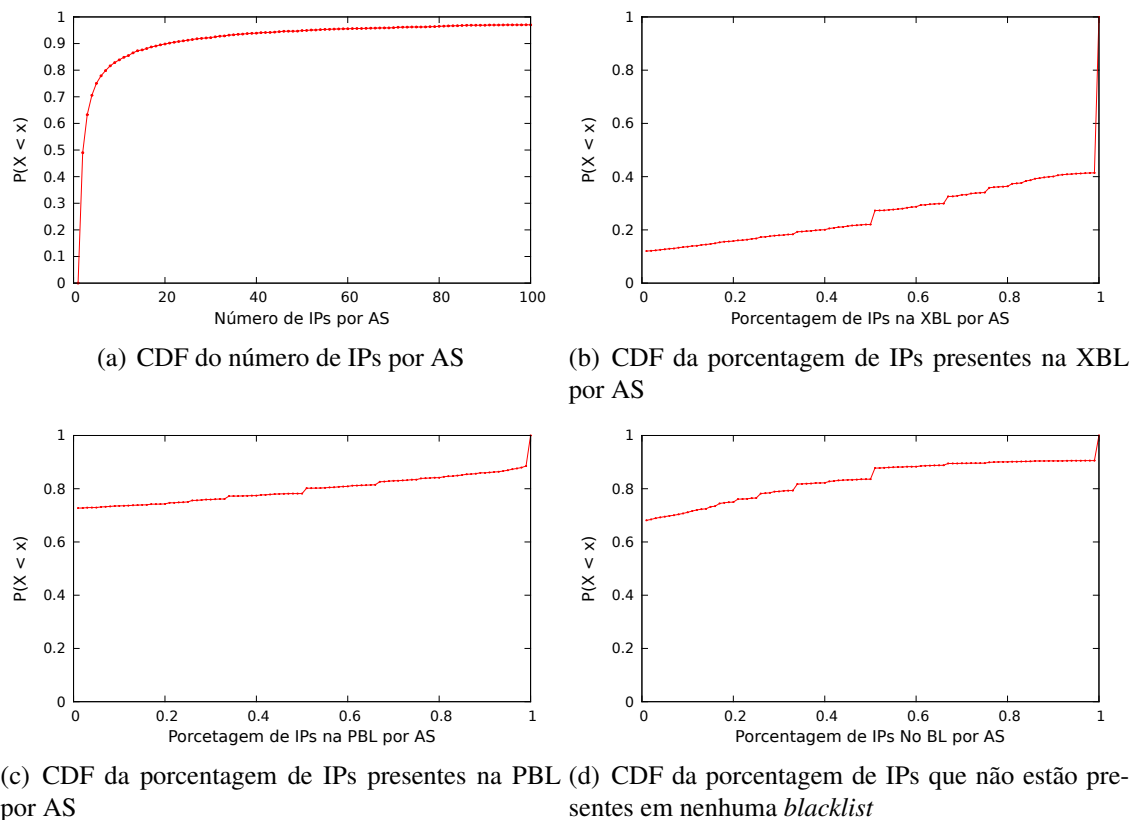 1
0.9
0.8
0.7
0.6
0.5
0.4
0.3
0.2
0.1
0
P(X < x)
0 20 40 60 80 100
Número de IPs por AS
(a) CDF do número de IPs por AS
1
0.8
0.6
0.4
0.2
0
P(X < x)
0 0.2 0.4 0.6 0.8 1
Porcentagem de IPs na XBL por AS
(b) CDF da porcentagem de IPs presentes na XBL
por AS
1
0.8
0.6
0.4
0.2
0
P(X < x)
0 0.2 0.4 0.6 0.8 1
Porcetagem de IPs na PBL por AS
(c) CDF da porcentagem de IPs presentes na PBL
por AS
1
0.8
0.6
0.4
0.2
0
P(X < x)
0 0.2 0.4 0.6 0.8 1
Porcentagem de IPs No BL por AS
(d) CDF da porcentagem de IPs que não estão pre-
sentes em nenhuma blacklist